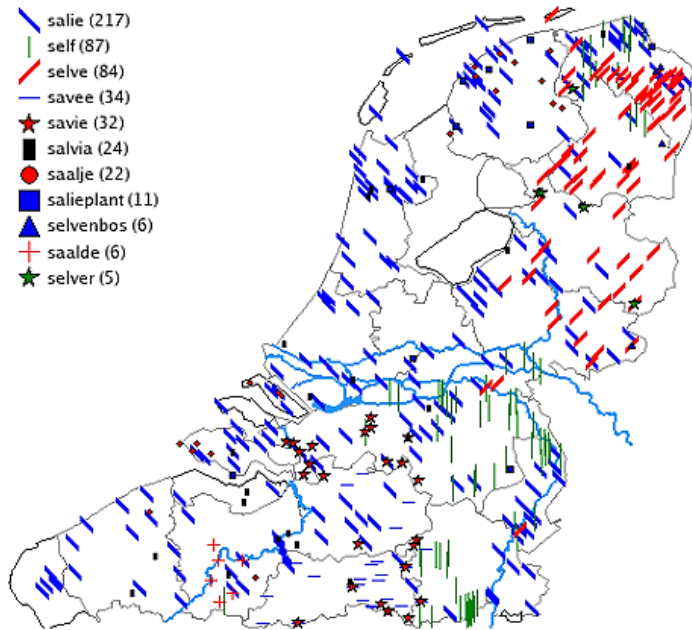 salie (217)
self (87)
selve (84)
savee (34)
savie (32)
salvia (24)
saalje (22)
salieplant (11)
selvenbos (6)
saalde (6)
selver (5)